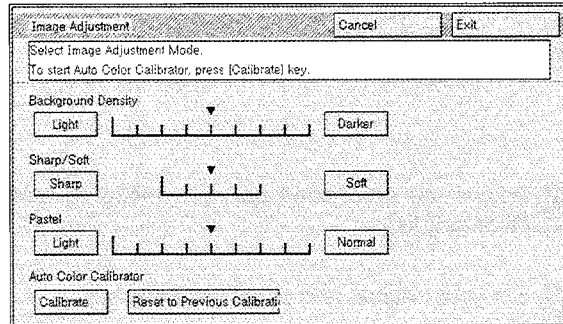 Image Adjustment Cancel Exit
Select Image Adjustment Mode.
To start Auto Color Calibrator, press [Calibrate] key.
Background Density
Light Darker
Sharp/Soft
Sharp Soft
Pastel
Light Normal
Auto Color Calibrator
Calibrate Reset to Previous Calibrati